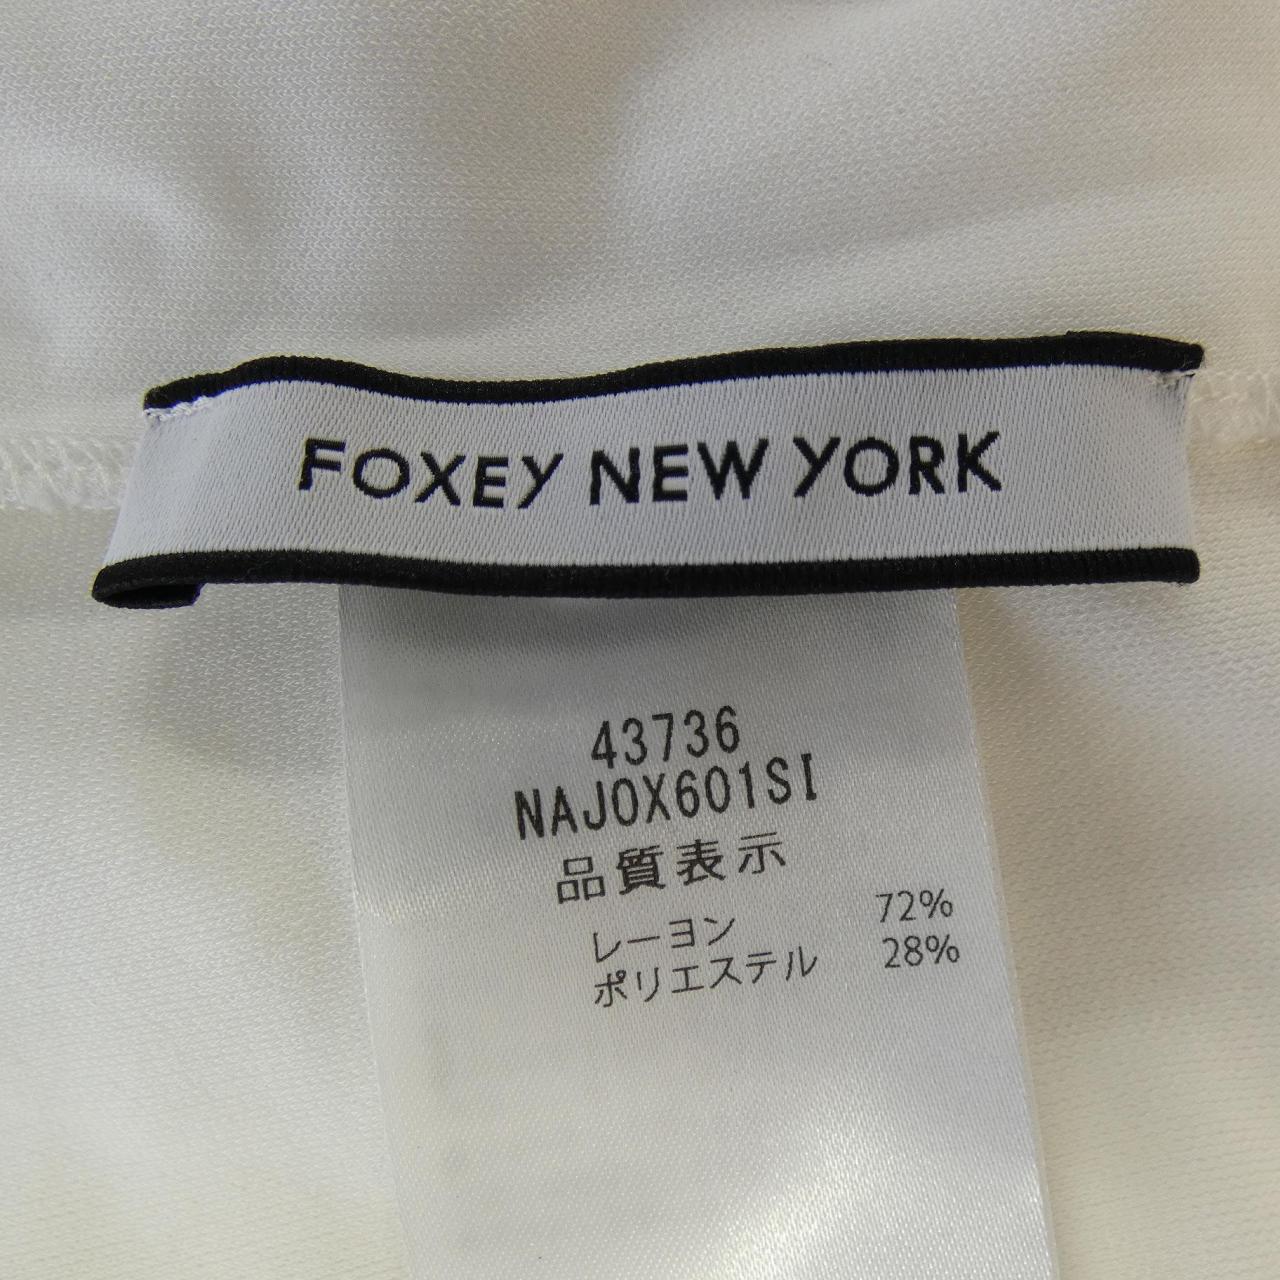 FOXEY NEW YORK
43736
NAJOX601SI
品質表示
レーヨン 72%
ポリエステル 28%